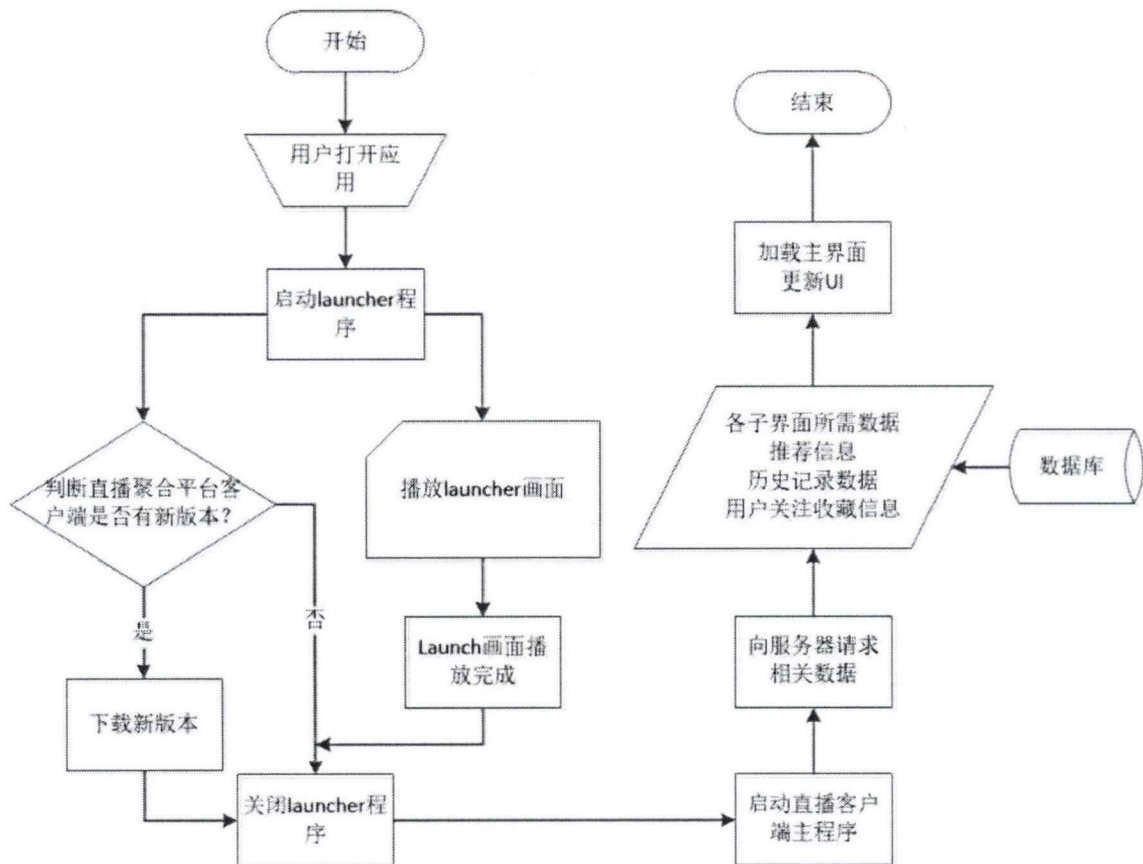 开始
用户打开应
用
启动launcher程
序
判断直播聚合平台客
户端是否有新版本？
播放launcher画面
是
否
Launch画面播
放完成
下载新版本
关闭launcher程
序
启动直播客户
端主程序
向服务器请求
相关数据
各子界面所需数据
推荐信息
历史记录数据
用户关注收藏信息
数据库
加载主界面
更新UI
结束